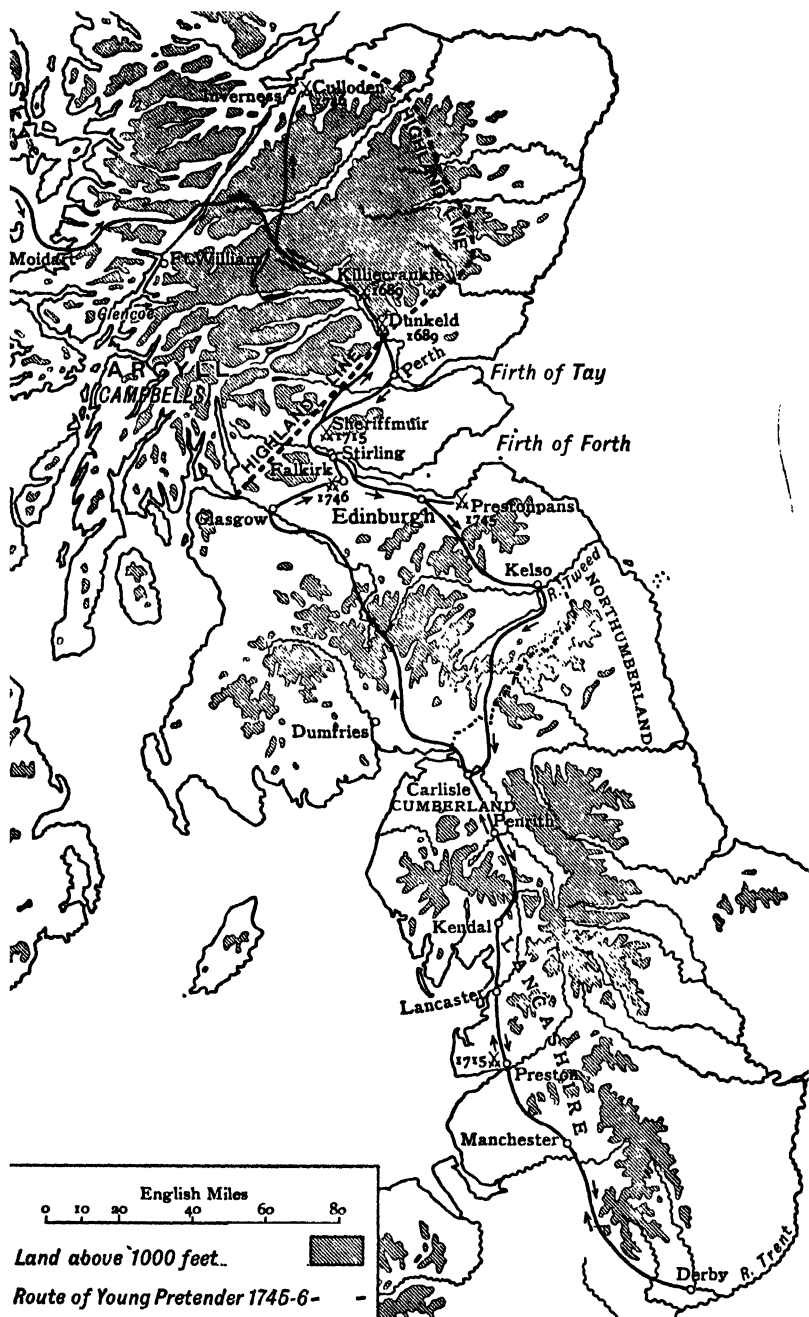 Inverness
Culloden
1746
HIGHLAND LINE
Moidart
Ft. William
Killiecrankie
1689
Glencoe
Dunkeld
1689
ARGYLL
(CAMPBELLS)
Perth
Firth of Tay
HIGHLAND LINE
Sheriffmuir
1715
Stirling
Firth of Forth
Falkirk
1746
Glasgow
Edinburgh
Prestonpans
1745
Kelso
R. Tweed
NORTHUMBERLAND
Dumfries
Carlisle
CUMBERLAND
Penrith
Kendal
LANCASHIRE
Lancaster
1715
Preston
Manchester
Derby
R. Trent
English Miles
0 10 20 40 60 80
Land above 1000 feet..
Route of Young Pretender 1745-6-